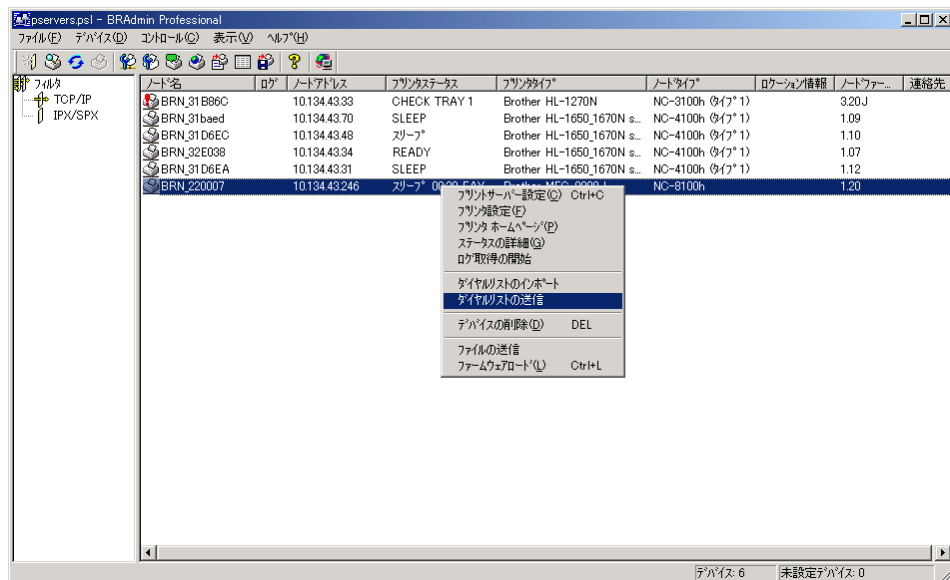 pservers.psl - BRAdmin Professional
ファイル(F) デバイス(D) コントロール(C) 表示(V) ヘルプ(H)
フィルタ
TCP/IP
IPX/SPX
ノード名 ログ ノードアドレス プリンタステータス プリンタタイプ ノードタイプ ロケーション情報 ノードファー... 連絡先
BRN_31B86C 10.134.43.33 CHECK TRAY 1 Brother HL-1270N NC-3100h (タイプ1) 3.20J
BRN_31baed 10.134.43.70 SLEEP Brother HL-1650_1670N s... NC-4100h (タイプ1) 1.09
BRN_31D6EC 10.134.43.48 スリープ Brother HL-1650_1670N s... NC-4100h (タイプ1) 1.10
BRN_32E038 10.134.43.34 READY Brother HL-1650_1670N s... NC-4100h (タイプ1) 1.07
BRN_31D6EA 10.134.43.31 SLEEP Brother HL-1650_1670N s... NC-4100h (タイプ1) 1.12
BRN_220007 10.134.43.246 スリープ NC-8100h 1.20
プリントサーバー設定(C) Ctrl+C
プリンタ設定(F)
プリンタ ホームページ(P)
ステータスの詳細(G)
ログ取得の開始
ダイヤルリストのインポート
ダイヤルリストの送信
デバイスの削除(D) DEL
ファイルの送信
ファームウェアロード(L) Ctrl+L
デバイス: 6 未設定デバイス: 0